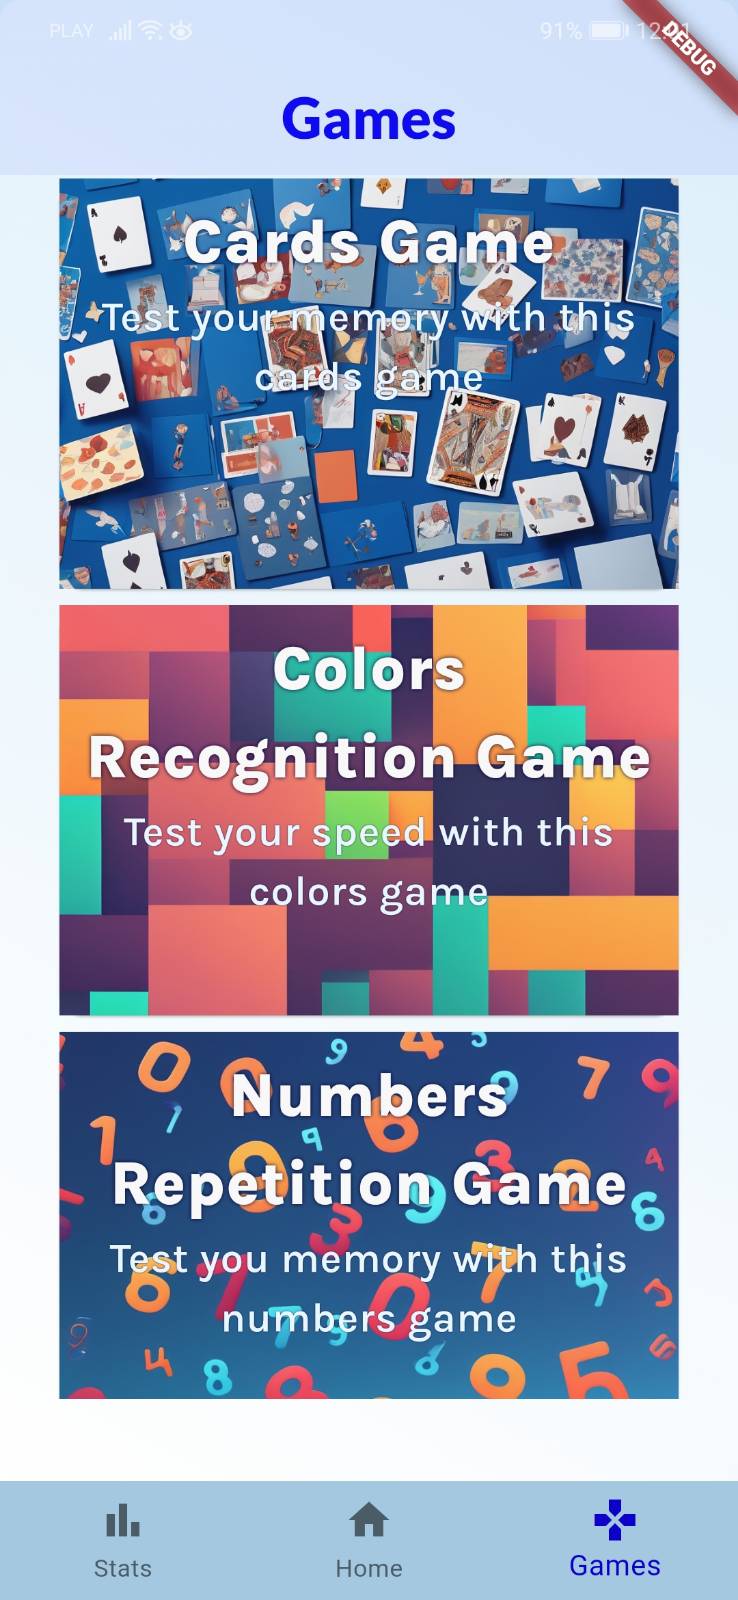 PLAY 91% 12:
DEBUG
Games
Cards Game
Test your memory with this
cards game
Colors
Recognition Game
Test your speed with this
colors game
Numbers
Repetition Game
Test you memory with this
numbers game
Stats Home Games